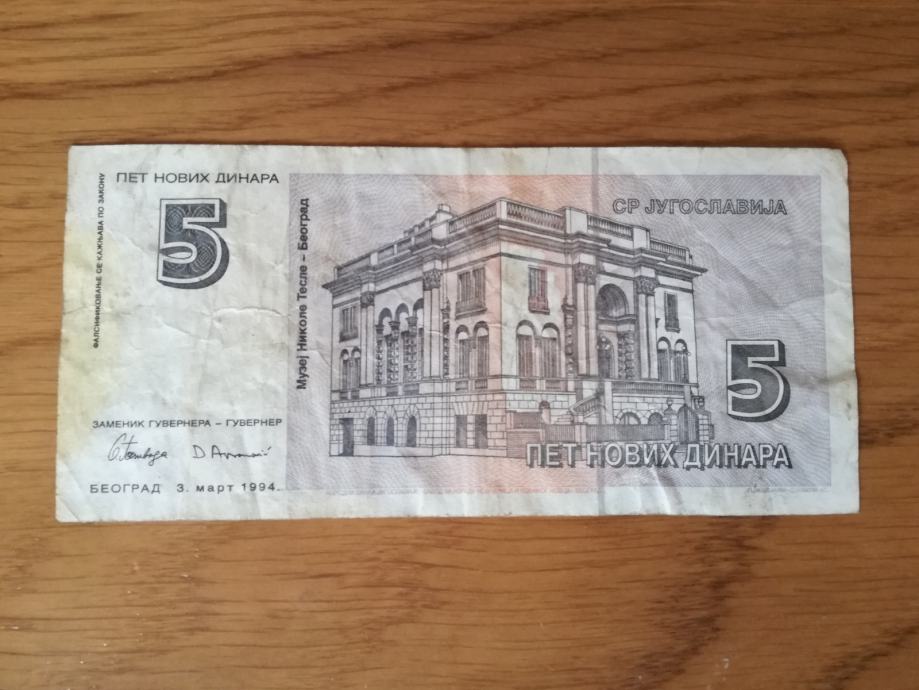 ПЕТ НОВИХ ДИНАРА
ФАЛСИФИКОВАЊЕ СЕ КАЖЊАВА ПО ЗАКОНУ
5
ЗАМЕНИК ГУВЕРНЕРА – ГУВЕРНЕР
БЕОГРАД 3. март 1994.
Музеј Николе Тесле – Београд
СР ЈУГОСЛАВИЈА
5
ПЕТ НОВИХ ДИНАРА